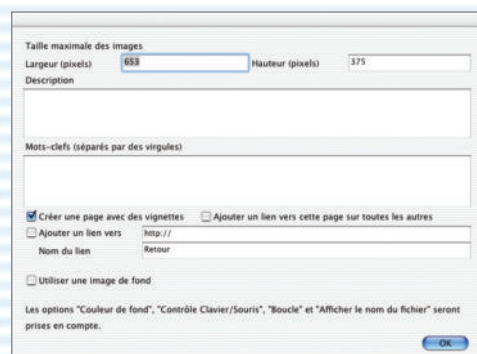 Taille maximale des images
Largeur (pixels) 653 Hauteur (pixels) 375
Description
Mots-clefs (séparés par des virgules)
Créer une page avec des vignettes Ajouter un lien vers cette page sur toutes les autres
Ajouter un lien vers http://
Nom du lien Retour
Utiliser une image de fond
Les options "Couleur de fond", "Contrôle Clavier/Souris", "Boucle" et "Afficher le nom du fichier" seront
prises en compte.
OK